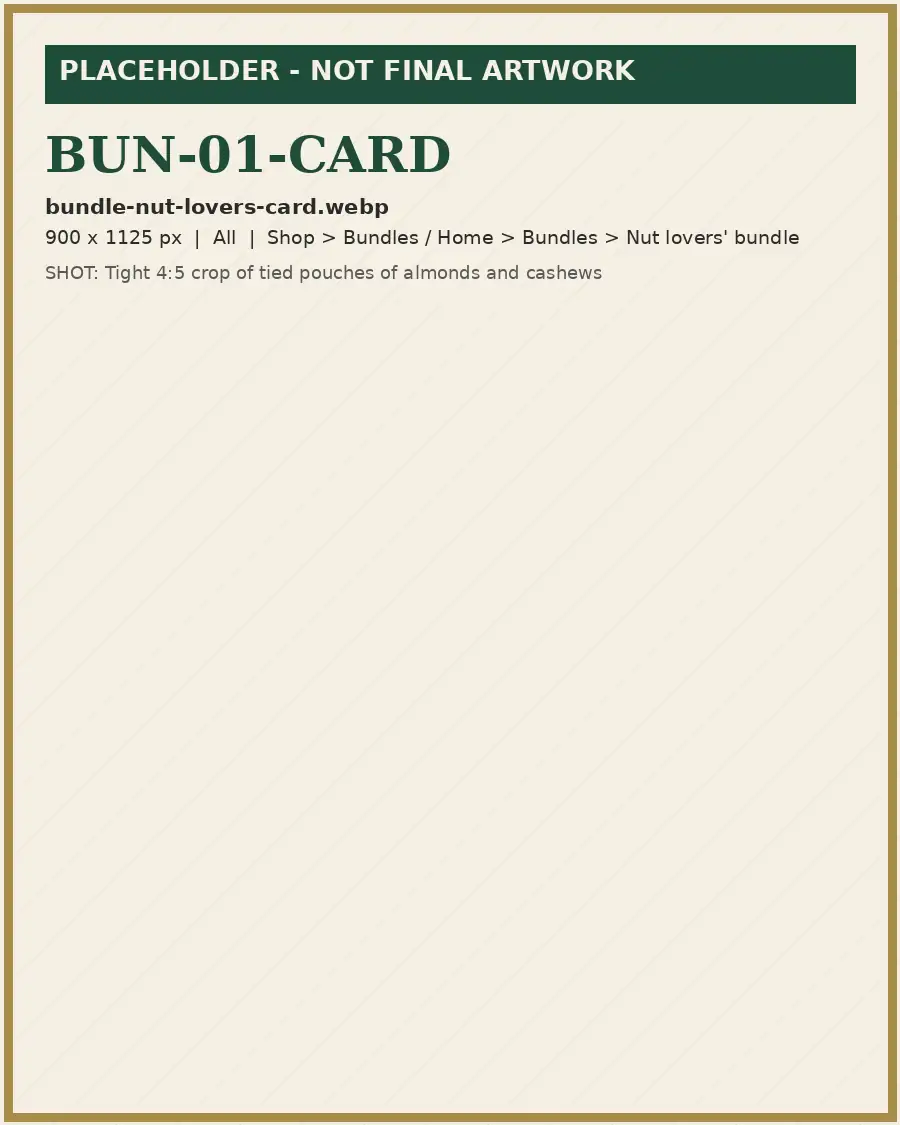 PLACEHOLDER - NOT FINAL ARTWORK
BUN-01-CARD
bundle-nut-lovers-card.webp
900 x 1125 px | All | Shop > Bundles / Home > Bundles > Nut lovers' bundle
SHOT: Tight 4:5 crop of tied pouches of almonds and cashews